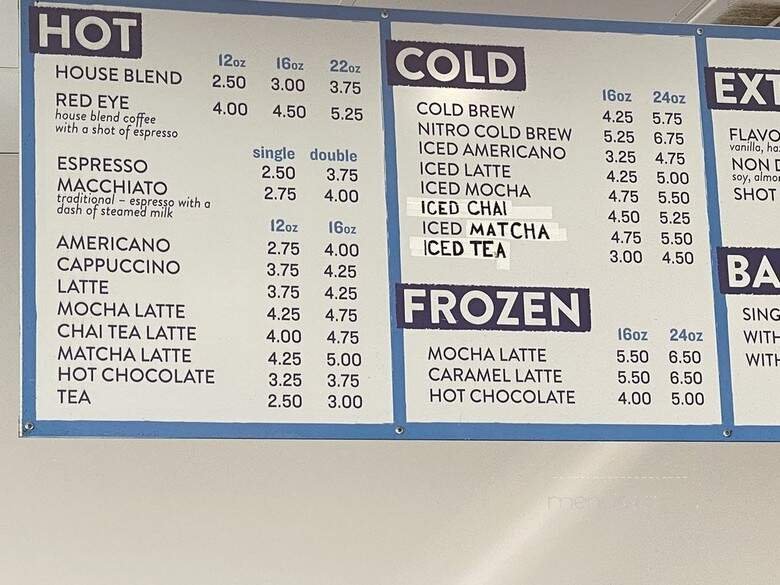 HOT
12oz 16oz 22oz
HOUSE BLEND 2.50 3.00 3.75
RED EYE 4.00 4.50 5.25
house blend coffee
with a shot of espresso
single double
ESPRESSO 2.50 3.75
MACCHIATO 2.75 4.00
traditional – espresso with a
dash of steamed milk
12oz 16oz
AMERICANO 2.75 4.00
CAPPUCCINO 3.75 4.25
LATTE 3.75 4.25
MOCHA LATTE 4.25 4.75
CHAI TEA LATTE 4.00 4.75
MATCHA LATTE 4.25 5.00
HOT CHOCOLATE 3.25 3.75
TEA 2.50 3.00
COLD
16oz 24oz
COLD BREW 4.25 5.75
NITRO COLD BREW 5.25 6.75
ICED AMERICANO 3.25 4.75
ICED LATTE 4.25 5.00
ICED MOCHA 4.75 5.50
ICED CHAI 4.50 5.25
ICED MATCHA 4.75 5.50
ICED TEA 3.00 4.50
FROZEN
16oz 24oz
MOCHA LATTE 5.50 6.50
CARAMEL LATTE 5.50 6.50
HOT CHOCOLATE 4.00 5.00
EXT
FLAVO
vanilla, ha
NON D
soy, almo
SHOT
BA
SING
WITH
WITH